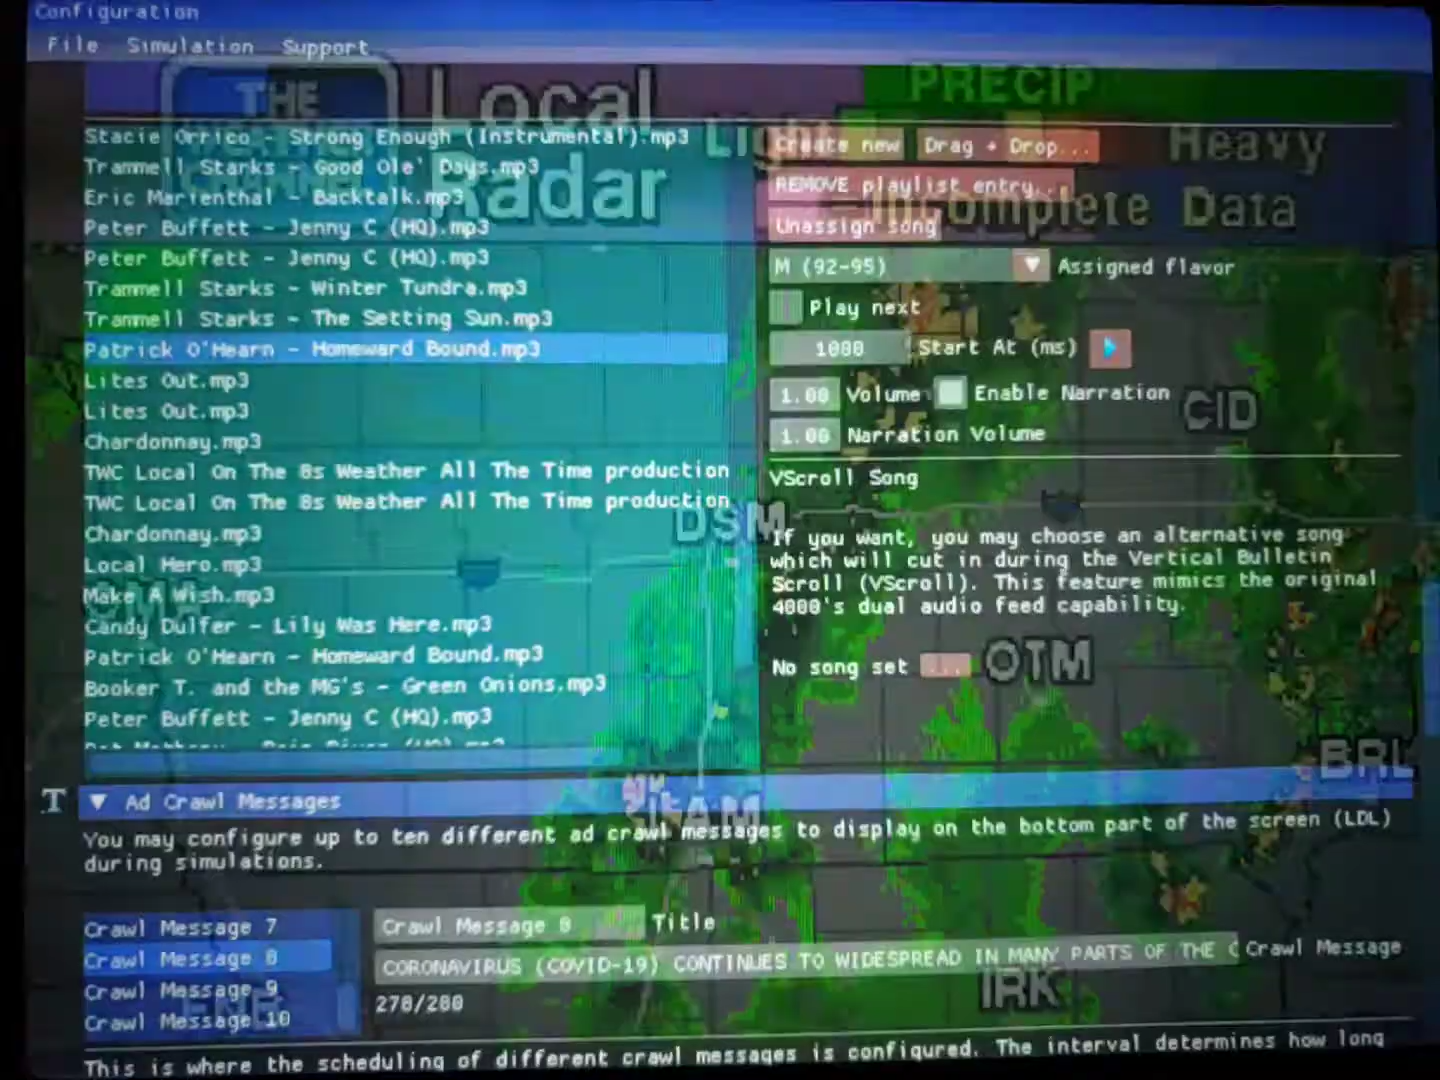 Configuration
File Simulation Support
THE Local PRECIP
Stacie Orrico - Strong Enough (Instrumental).mp3 Light Create new Drag + Drop... Heavy
Trammell Starks - Good Ole' Days.mp3
CHANNEL Radar
Eric Marienthal - Backtalk.mp3 REMOVE playlist entry...
Incomplete Data
Peter Buffett - Jenny C (HQ).mp3 Unassign song
Peter Buffett - Jenny C (HQ).mp3 M (92-95) Assigned flavor
Trammell Starks - Winter Tundra.mp3 Play next
Trammell Starks - The Setting Sun.mp3
Patrick O'Hearn - Homeward Bound.mp3 1000 Start At (ms)
Lites Out.mp3 1.00 Volume Enable Narration
Lites Out.mp3 CID
Chardonnay.mp3 1.00 Narration Volume
TWC Local On The 8s Weather All The Time production VScroll Song
TWC Local On The 8s Weather All The Time production
DSM
Chardonnay.mp3 If you want, you may choose an alternative song
Local Hero.mp3 which will cut in during the Vertical Bulletin
Make A Wish.mp3 Scroll (VScroll). This feature mimics the original
OMA
4000's dual audio feed capability.
Candy Dulfer - Lily Was Here.mp3
Patrick O'Hearn - Homeward Bound.mp3 No song set ... OTM
Booker T. and the MG's - Green Onions.mp3
Peter Buffett - Jenny C (HQ).mp3
BRL
T Ad Crawl Messages
You may configure up to ten different ad crawl messages to display on the bottom part of the screen (LDL)
during simulations.
Crawl Message 7 Crawl Message 8 Title
Crawl Message 8 CORONAVIRUS (COVID-19) CONTINUES TO WIDESPREAD IN MANY PARTS OF THE C Crawl Message
Crawl Message 9 278/280 IRK
Crawl Message 10
This is where the scheduling of different crawl messages is configured. The interval determines how long